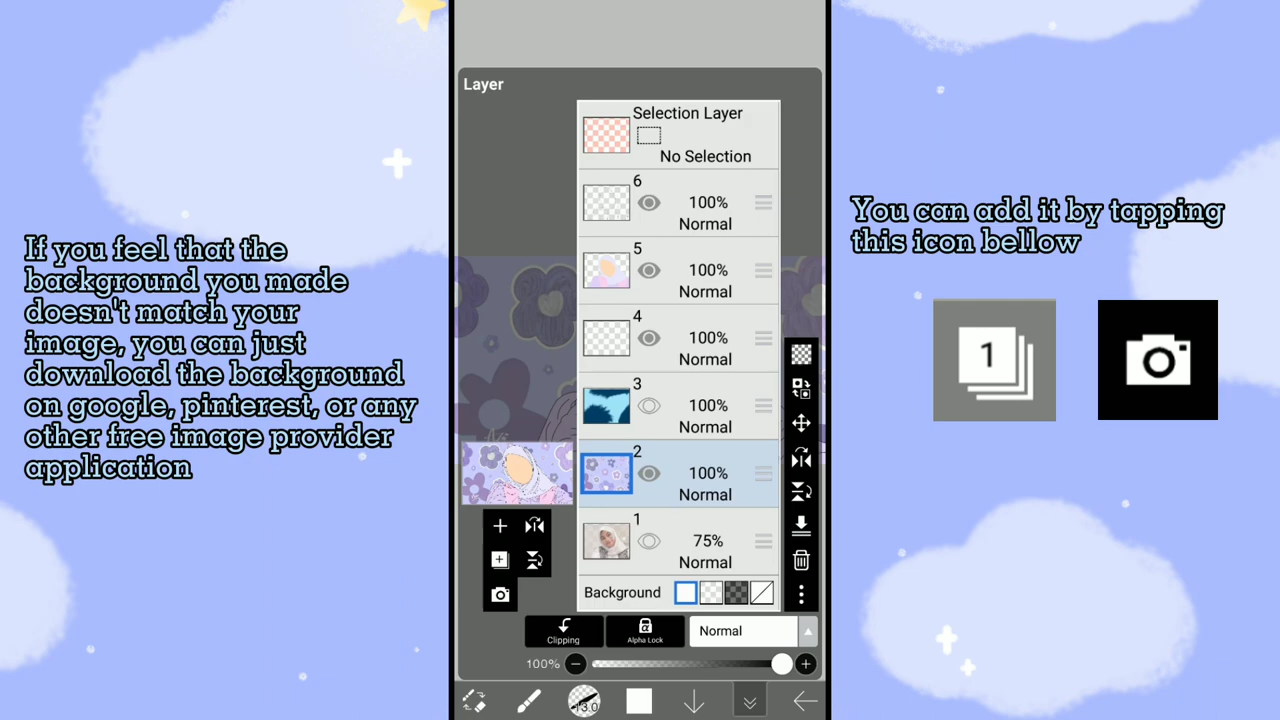 If you feel that the
background you made
doesn't match your
image, you can just
download the background
on google, pinterest, or any
other free image provider
application
Layer
Selection Layer
No Selection
6
100%
Normal
5
100%
Normal
4
100%
Normal
3
100%
Normal
2
100%
Normal
1
75%
Normal
Background
Clipping
Alpha Lock
Normal
100%
13.0
You can add it by tapping
this icon bellow
1